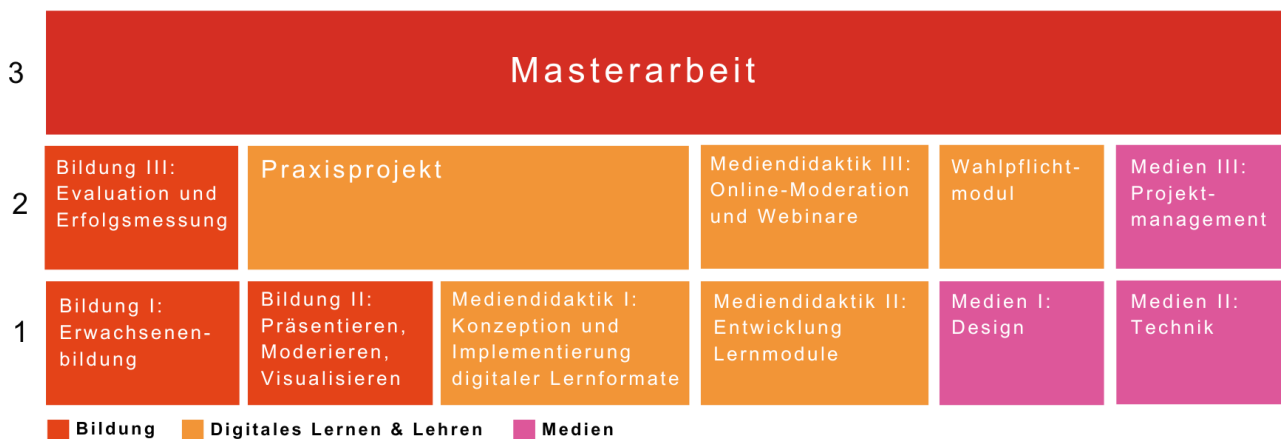 3
Masterarbeit
2
Bildung III:
Evaluation und
Erfolgsmessung
Praxisprojekt
Mediendidaktik III:
Online-Moderation
und Webinare
Wahlpflicht-
modul
Medien III:
Projekt-
management
1
Bildung I:
Erwachsenen-
bildung
Bildung II:
Präsentieren,
Moderieren,
Visualisieren
Mediendidaktik I:
Konzeption und
Implementierung
digitaler Lernformate
Mediendidaktik II:
Entwicklung
Lernmodule
Medien I:
Design
Medien II:
Technik
Bildung
Digitales Lernen & Lehren
Medien